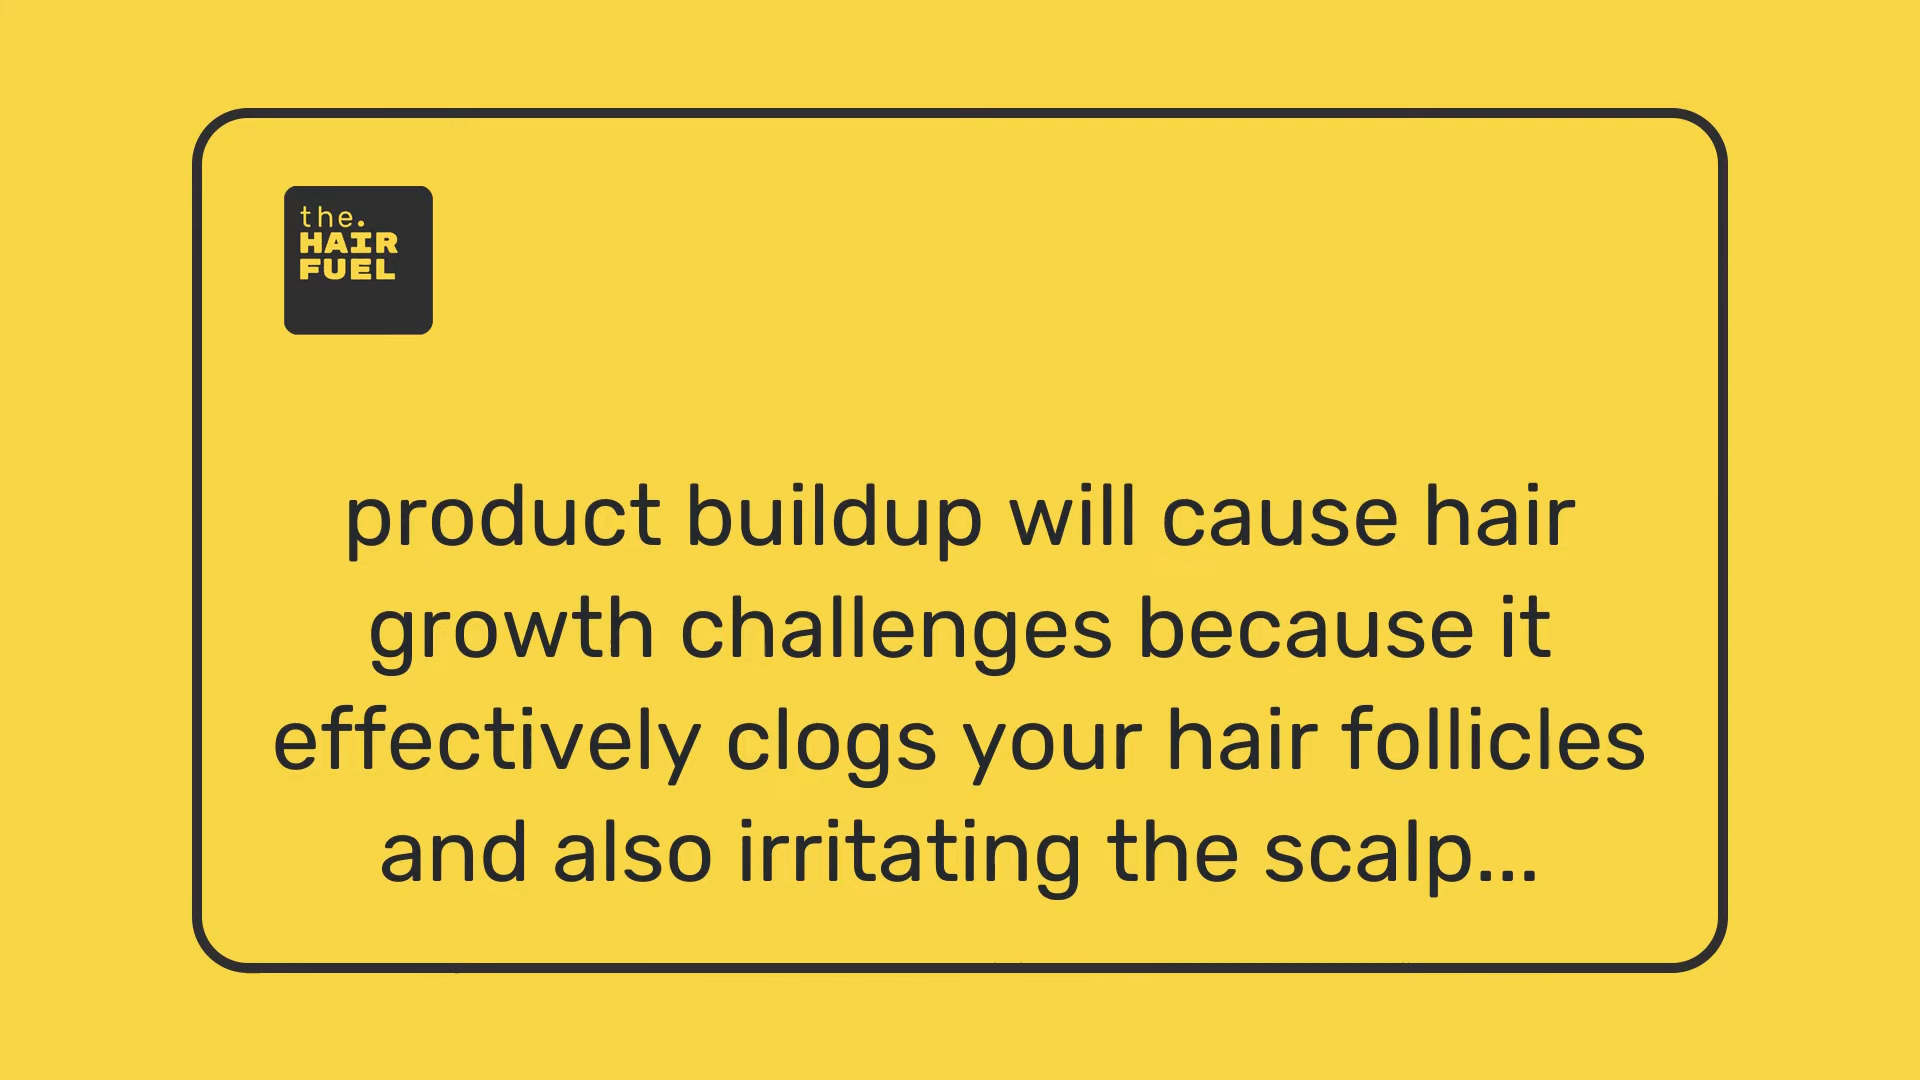 the.
HAIR
FUEL
product buildup will cause hair
growth challenges because it
effectively clogs your hair follicles
and also irritating the scalp...